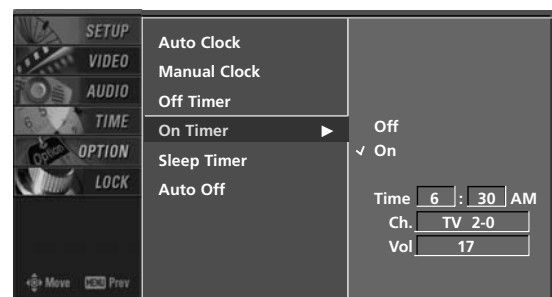 SETUP
VIDEO
AUDIO
TIME
OPTION
LOCK
Move MENU Prev
Auto Clock
Manual Clock
Off Timer
On Timer ►
Sleep Timer
Auto Off
Off
✓ On
Time 6 : 30 AM
Ch. TV 2-0
Vol 17